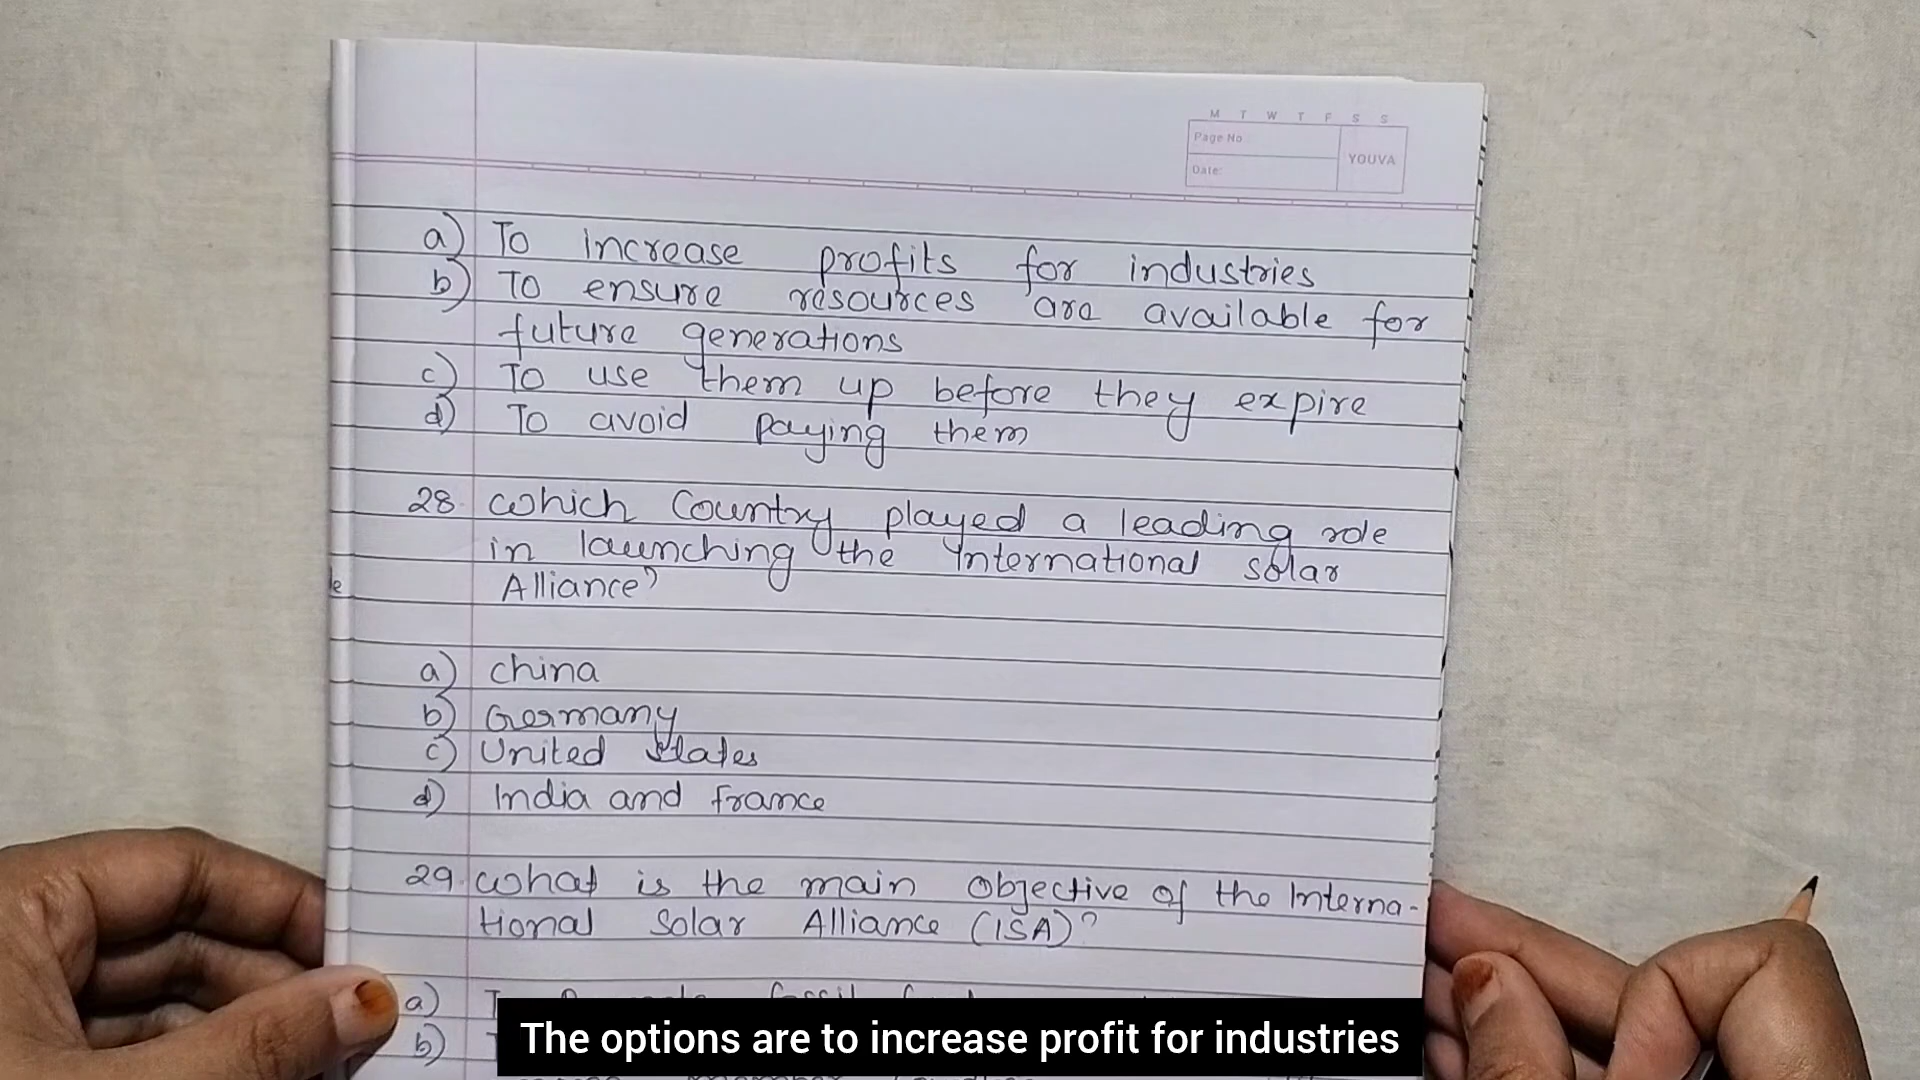 M T W T F S S
Page No
YOUVA
Date:
a) To increase profits for industries
b) To ensure resources are available for
future generations
c) To use them up before they expire
d) To avoid paying them
28. Which Country played a leading role
in launching the International Solar
Alliance?
a) China
b) Germany
c) United States
d) India and france
29. What is the main Objective of the Interna-
tional Solar Alliance (ISA)?
a)
b)
The options are to increase profit for industries